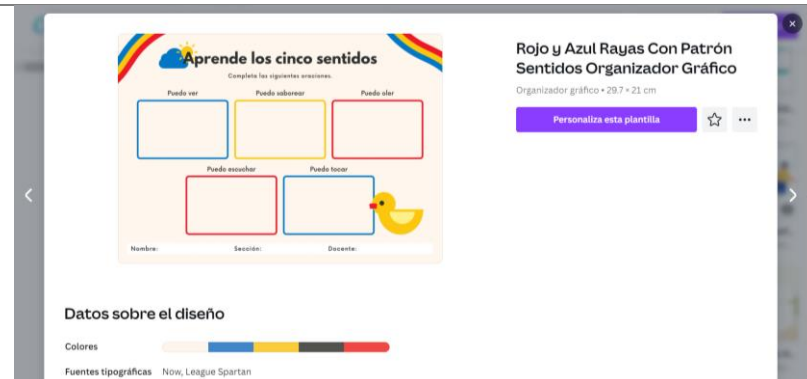 Aprende los cinco sentidos
Completa las siguientes oraciones.
Puedo ver
Puedo saborear
Puedo oler
Puedo escuchar
Puedo tocar
Nombre:
Sección:
Docente:
Rojo y Azul Rayas Con Patrón
Sentidos Organizador Gráfico
Organizador gráfico • 29.7 × 21 cm
Personaliza esta plantilla
Datos sobre el diseño
Colores
Fuentes tipográficas Now, League Spartan